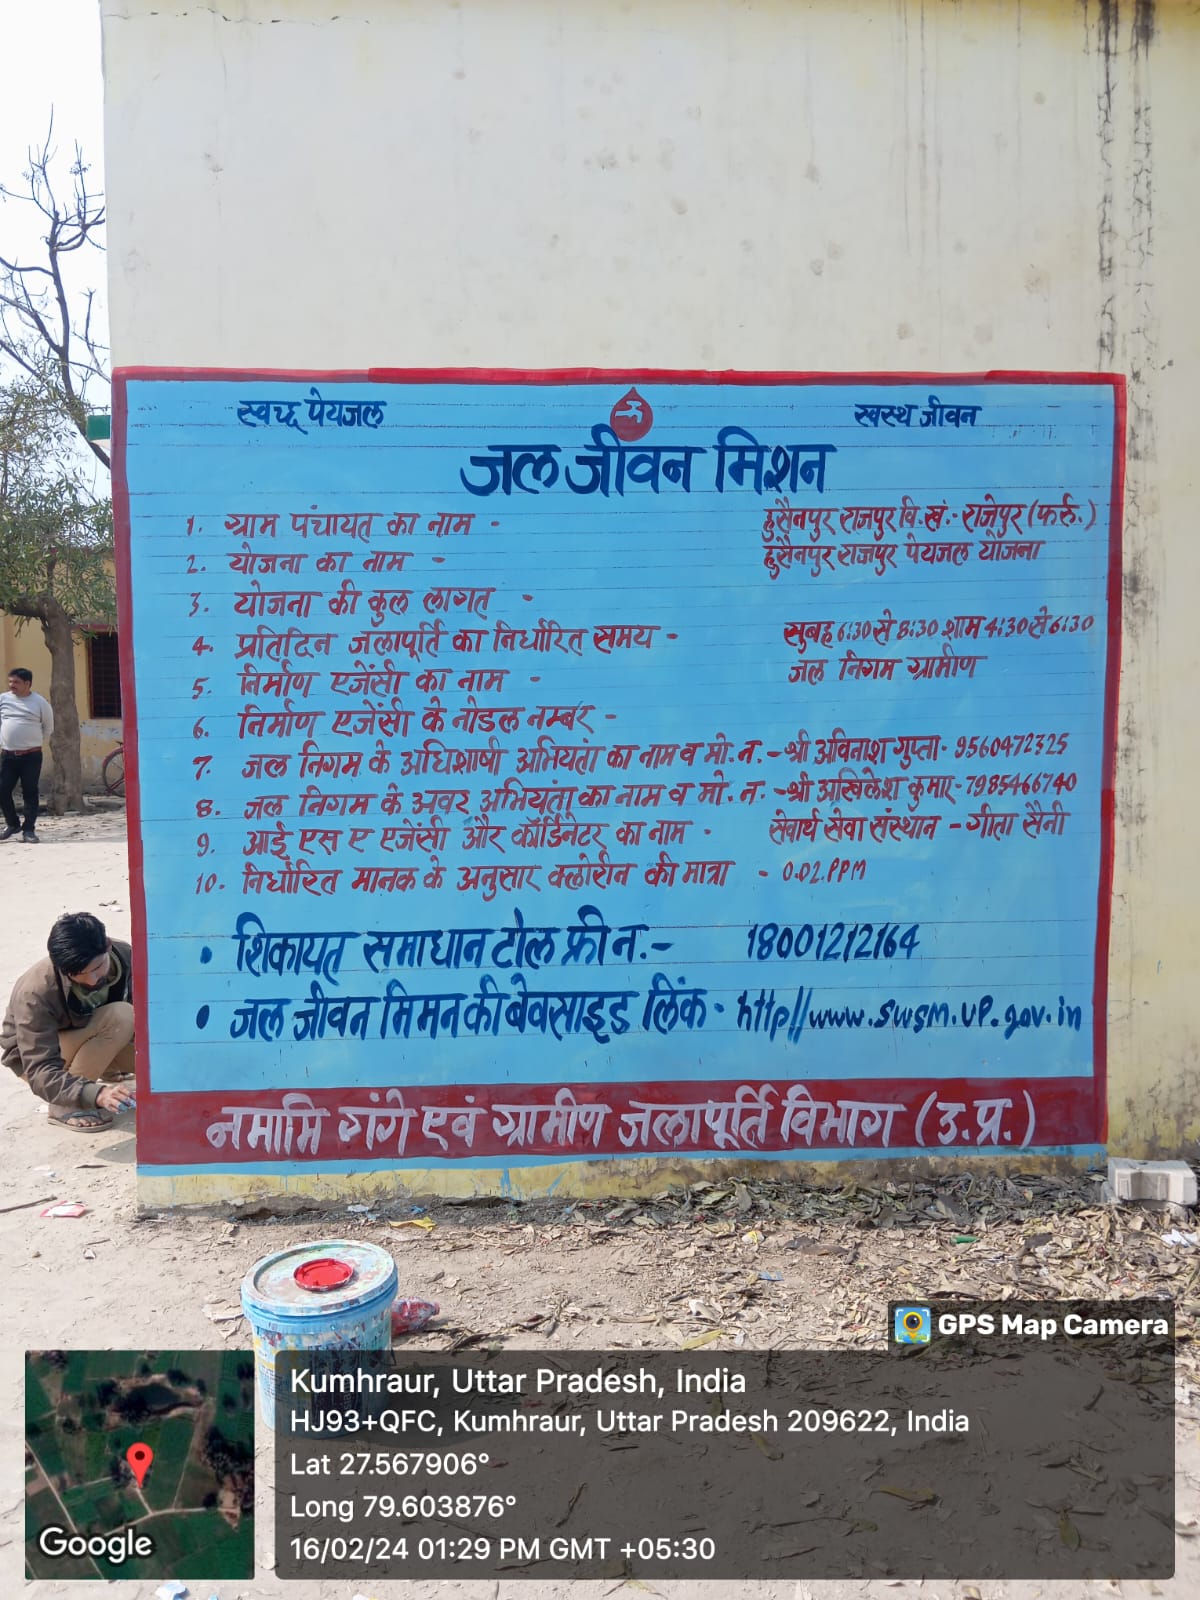 स्वच्छ पेयजल
स्वस्थ जीवन
जल जीवन मिशन
1. ग्राम पंचायत का नाम - हुसैनपुर राजपुर वि.खं.- राजेपुर (फर्रु.)
2. योजना का नाम - हुसैनपुर राजपुर पेयजल योजना
3. योजना की कुल लागत -
4. प्रतिदिन जलापूर्ति का निर्धारित समय - सुबह 6:30 से 8:30 शाम 4:30 से 6:30
5. निर्माण एजेंसी का नाम - जल निगम ग्रामीण
6. निर्माण एजेंसी के नोडल नम्बर -
7. जल निगम के अधिशाषी अभियंता का नाम व मो.न. - श्री अविनाश गुप्ता- 9560472325
8. जल निगम के अवर अभियंता का नाम व मो.न. - श्री अखिलेश कुमार- 7985466740
9. आई एस ए एजेंसी और कॉर्डिनेटर का नाम - सेवार्थ सेवा संस्थान - गीता सैनी
10. निर्धारित मानक के अनुसार क्लोरीन की मात्रा - 0.02.PPM
• शिकायत समाधान टोल फ्री न.- 18001212164
• जल जीवन मिमन की बेवसाइड लिंक - http//www.swsm.up.gov.in
नमामि गंगे एवं ग्रामीण जलापूर्ति विभाग (उ.प्र.)
GPS Map Camera
Kumhraur, Uttar Pradesh, India
HJ93+QFC, Kumhraur, Uttar Pradesh 209622, India
Lat 27.567906°
Long 79.603876°
16/02/24 01:29 PM GMT +05:30
Google